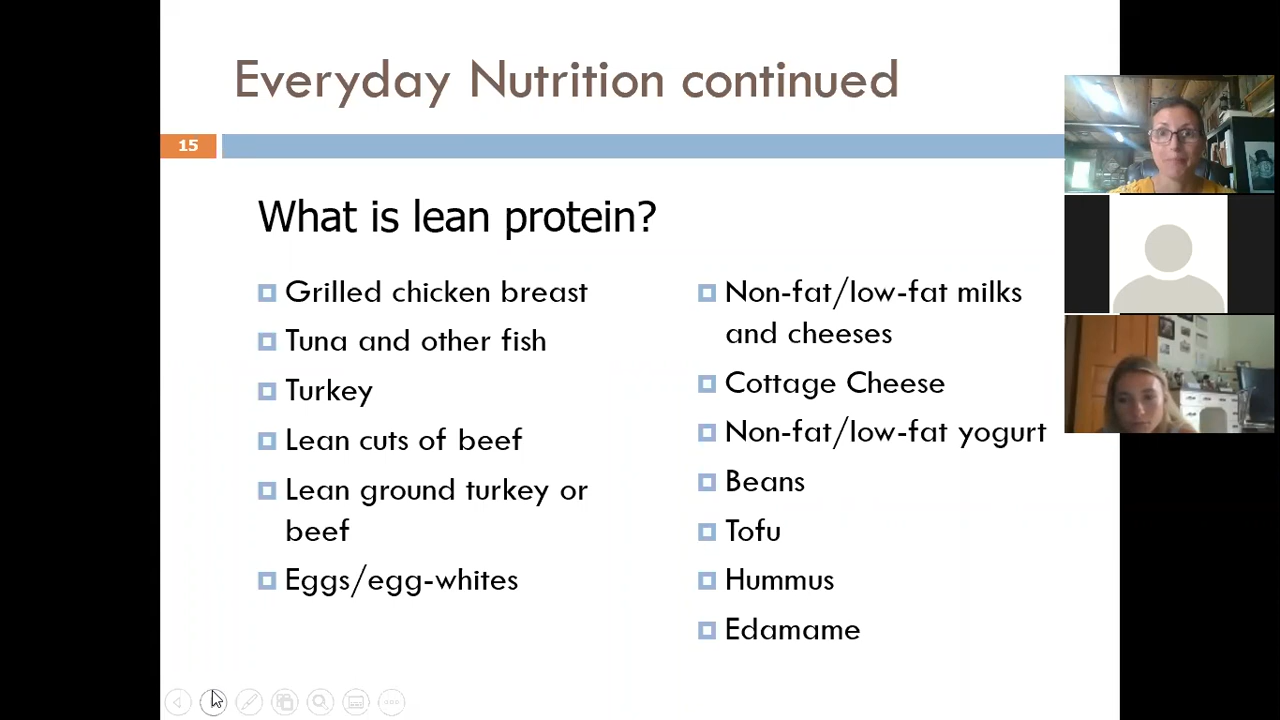 Everyday Nutrition continued
15
What is lean protein?
Grilled chicken breast
Tuna and other fish
Turkey
Lean cuts of beef
Lean ground turkey or
beef
Eggs/egg-whites
Non-fat/low-fat milks
and cheeses
Cottage Cheese
Non-fat/low-fat yogurt
Beans
Tofu
Hummus
Edamame